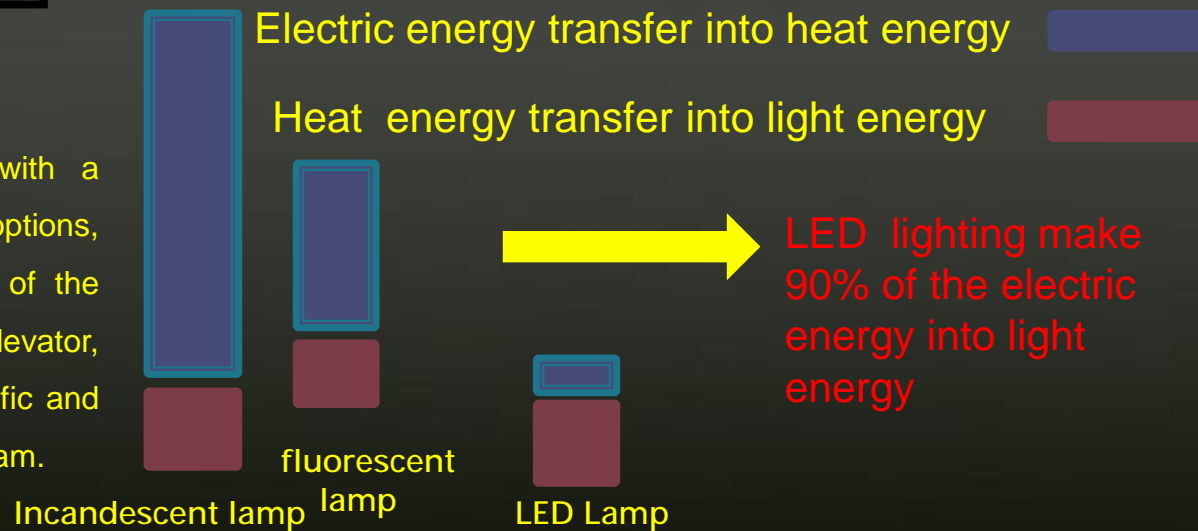 Electric energy transfer into heat energy
Heat energy transfer into light energy
with a
options,
of the
levator,
fic and
am.
LED lighting make
90% of the electric
energy into light
energy
Incandescent lamp
fluorescent
lamp
LED Lamp